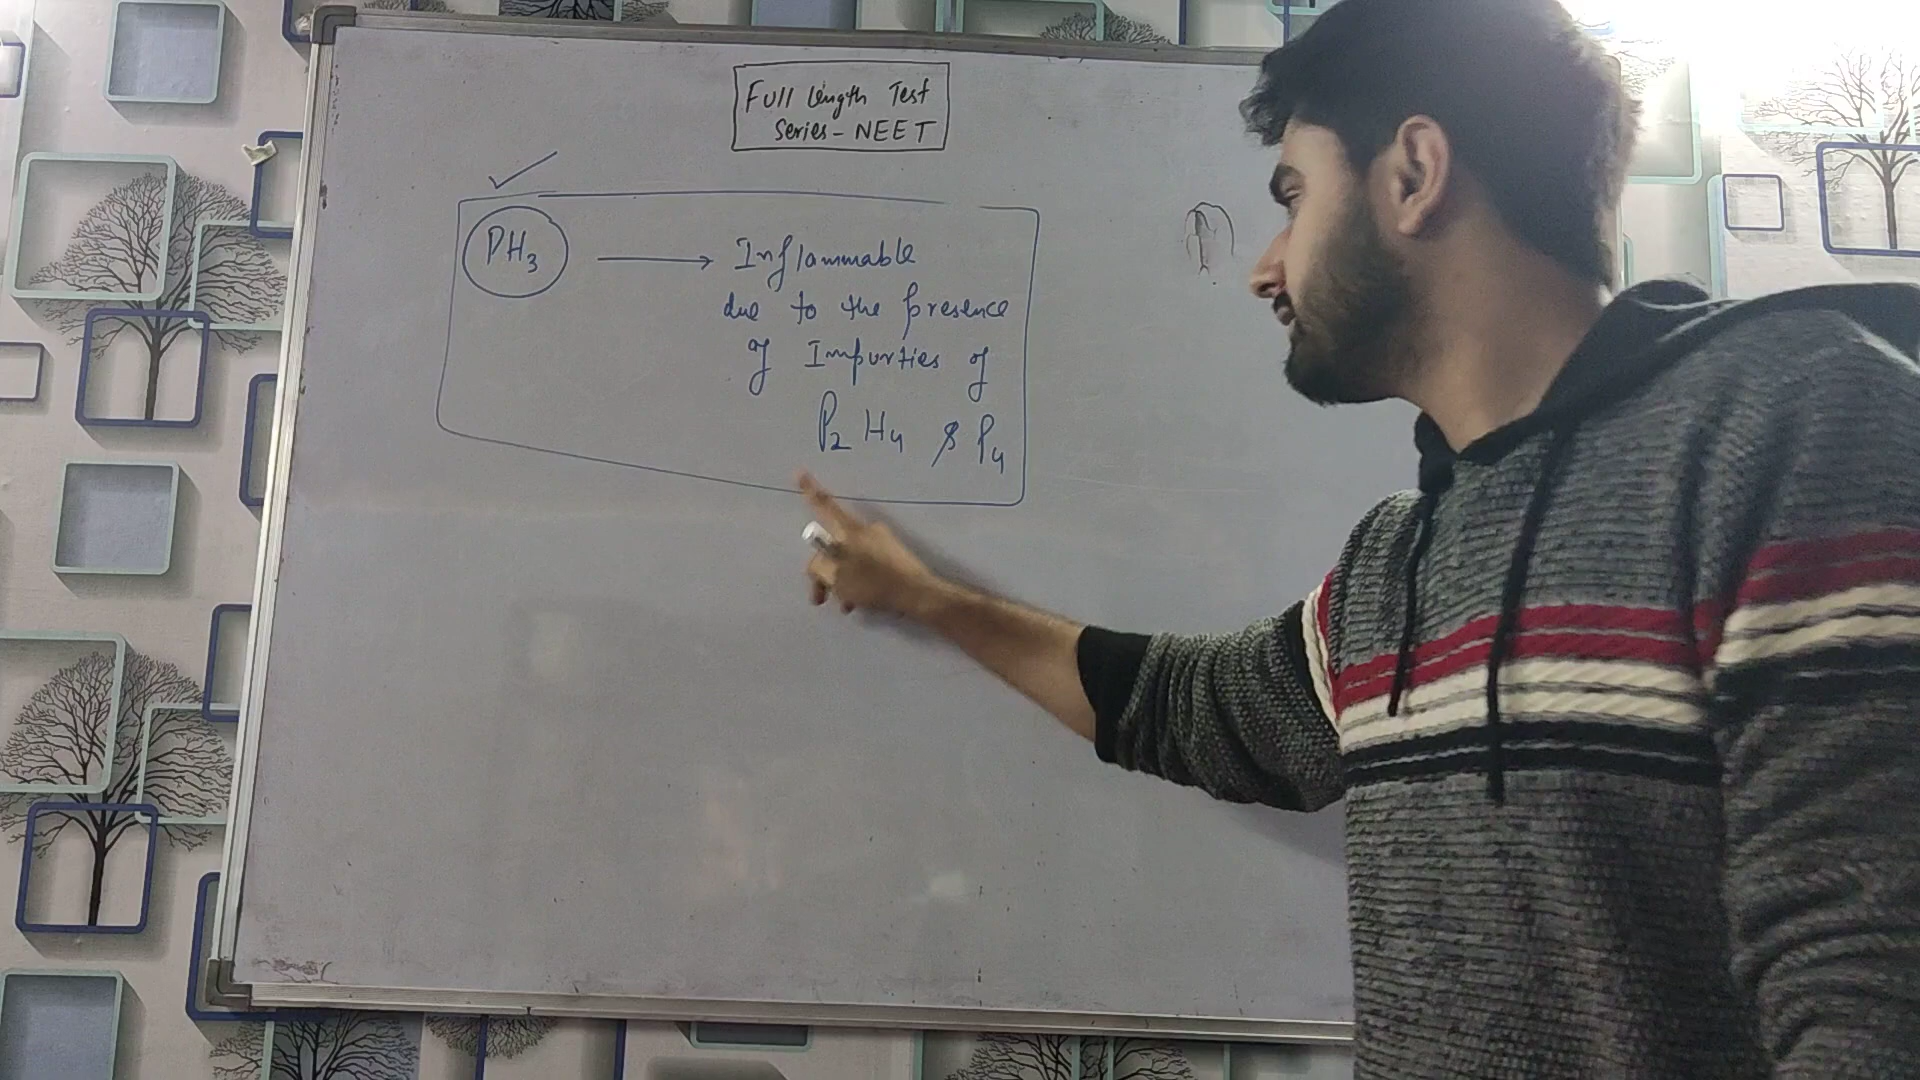 Full Length Test
Series - NEET
PH3 → Inflammable
due to the presence
of Impurties of
P2 H4 & P4